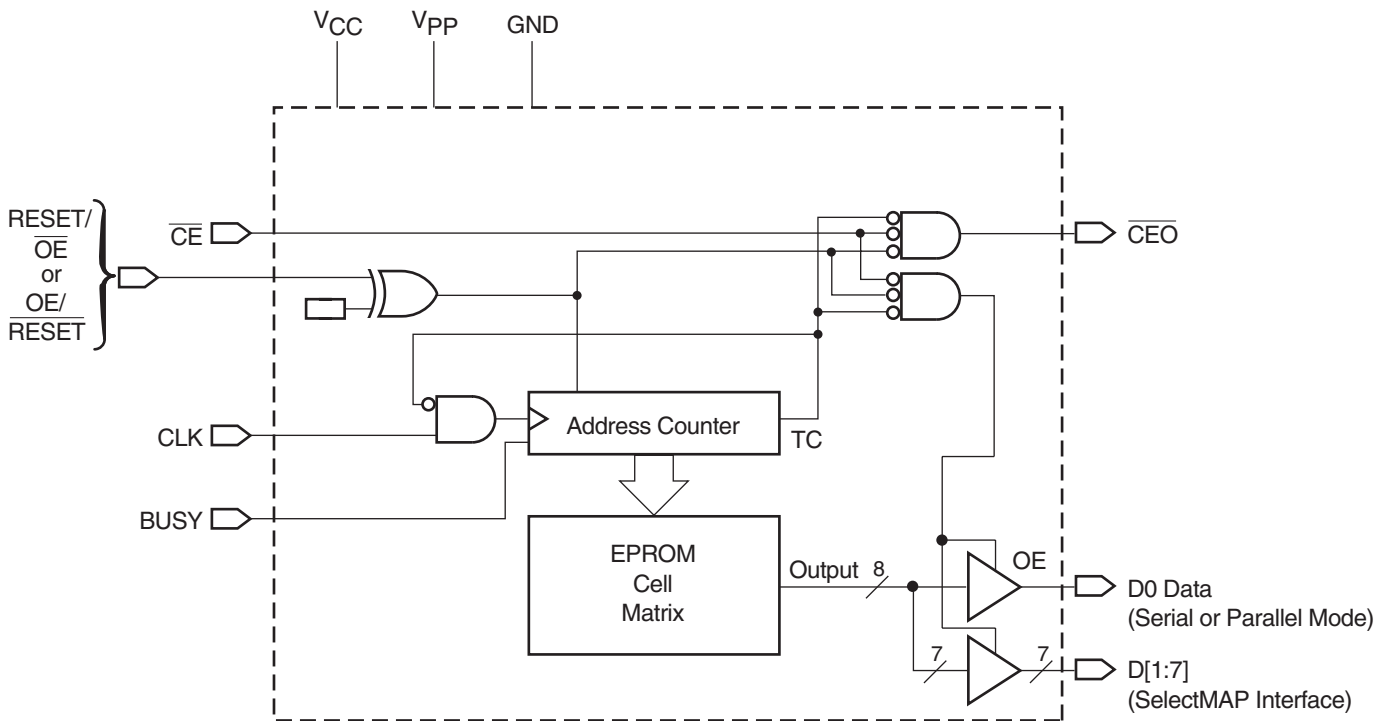 VCC
VPP
GND
RESET/
OE
or
OE/
RESET
CE
CEO
Address Counter
TC
CLK
BUSY
EPROM
Cell
Matrix
Output
8
OE
D0 Data
(Serial or Parallel Mode)
7
7
D[1:7]
(SelectMAP Interface)